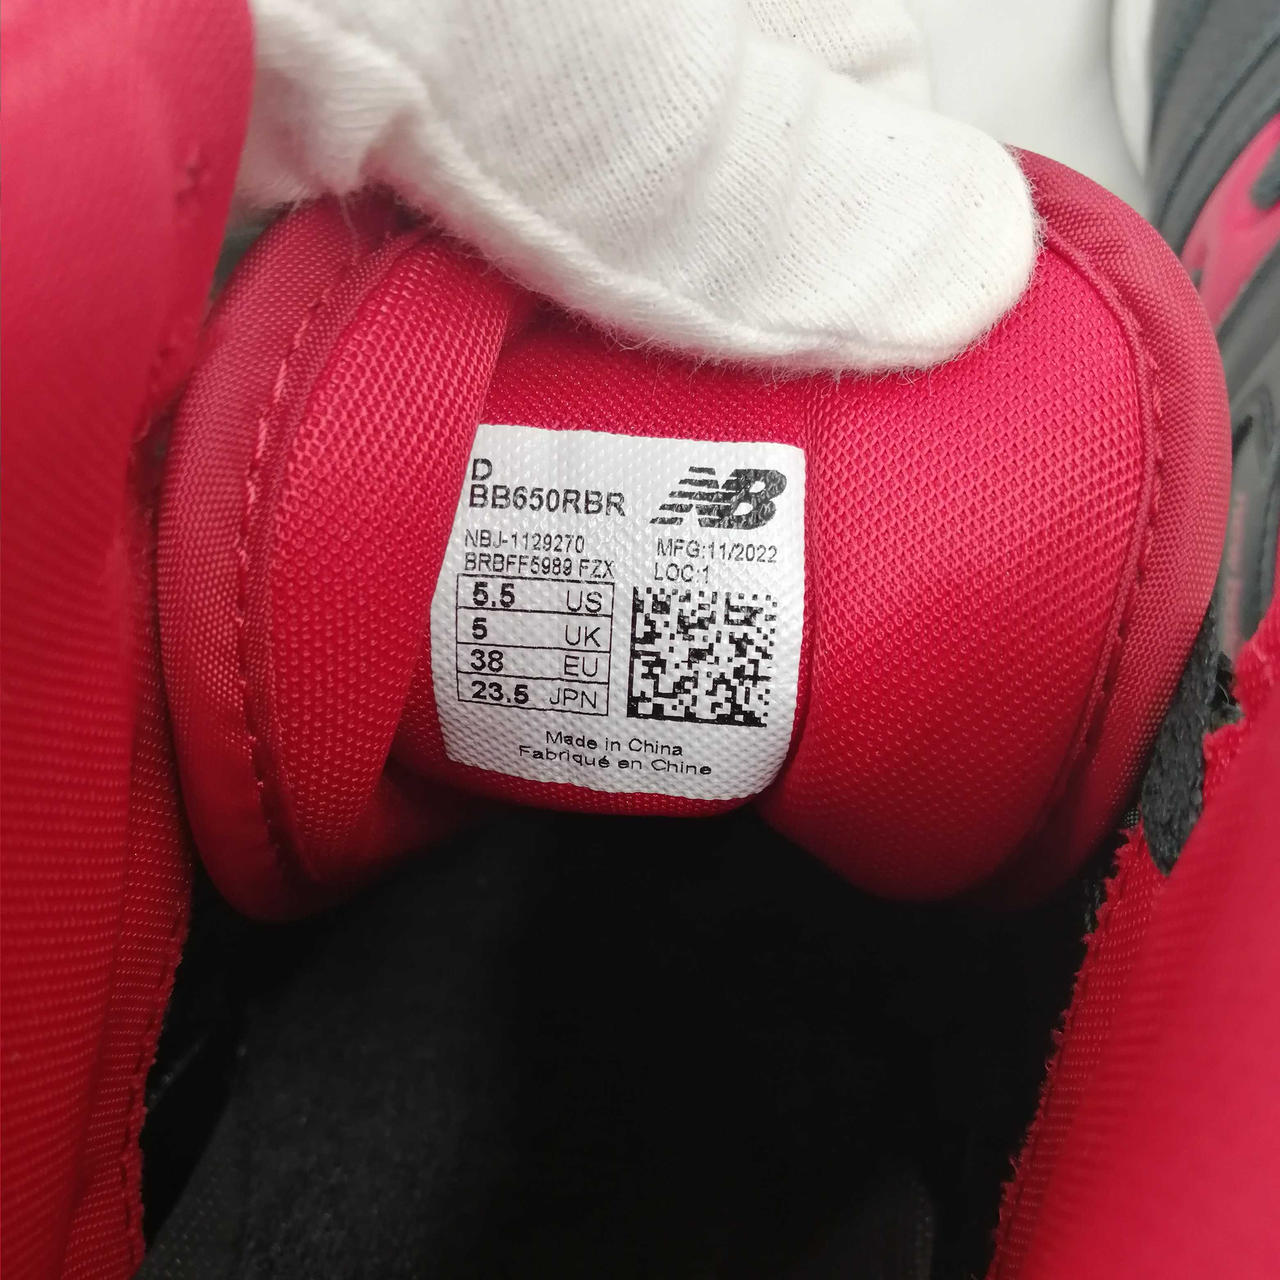 D
BB650RBR
NB
NBJ-1129270
BRBFF5989 FZX
MFG:11/2022
LOC:1
5.5 US
5 UK
38 EU
23.5 JPN
Made in China
Fabriqué en Chine